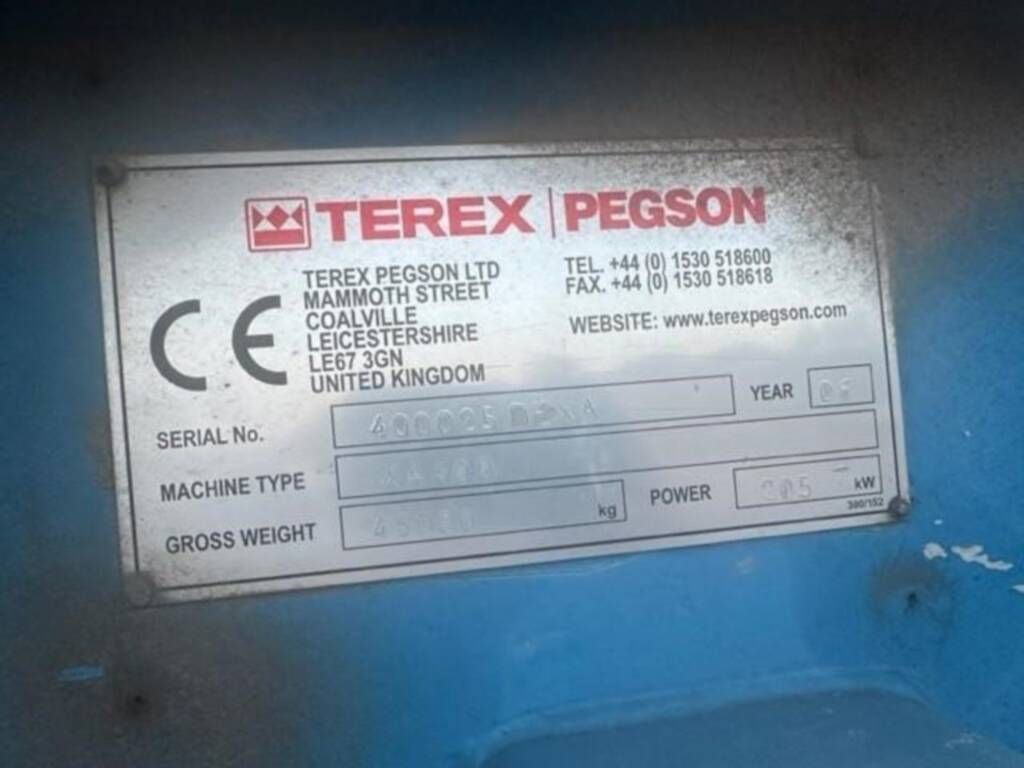 TEREX | PEGSON
TEREX PEGSON LTD
MAMMOTH STREET
COALVILLE
LEICESTERSHIRE
LE67 3GN
UNITED KINGDOM
TEL. +44 (0) 1530 518600
FAX. +44 (0) 1530 518618
WEBSITE: www.terexpegson.com
CE
SERIAL No.
YEAR
MACHINE TYPE
GROSS WEIGHT kg
POWER kW
390/152